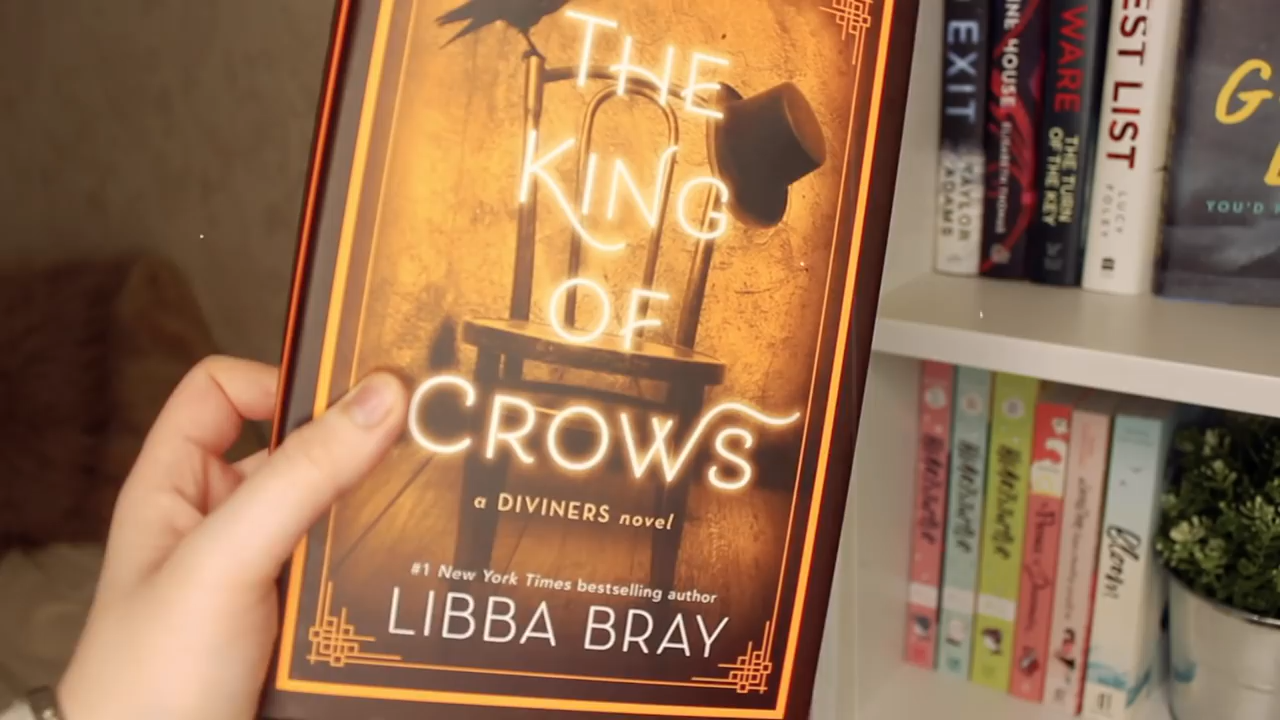 THE
KING
OF
CROWS
a DIVINERS novel
#1 New York Times bestselling author
LIBBA BRAY
EXIT
TAYLOR
ADAMS
HOUSE
WARE
THE TURN
OF THE KEY
EST LIST
LUCY
FOLEY
G
YOU'D